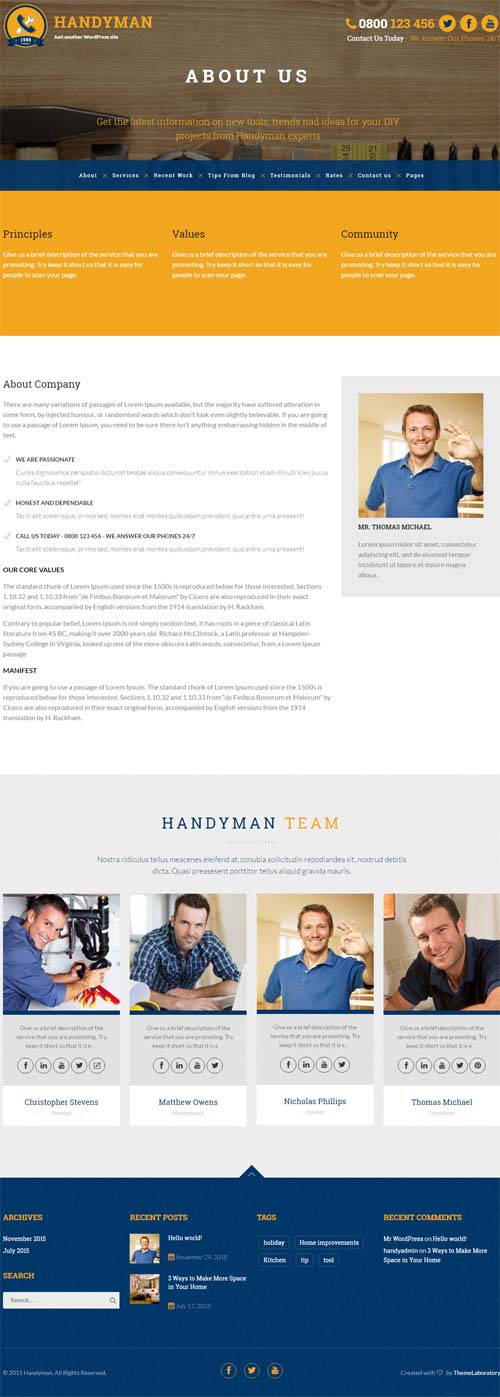 HANDYMAN
Just another WordPress site
1988
0800 123 456
Contact Us Today - We Answer Our Phones 24/7
ABOUT US
Get the latest information on new tools, trends nad ideas for your DIY
projects from Handyman experts
About × Services × Recent Work × Tips From Blog × Testimonials × Rates × Contact us × Pages
Principles
Give us a brief description of the service that you are
promoting. Try keep it short so that it is easy for
people to scan your page.
Values
Give us a brief description of the service that you are
promoting. Try keep it short so that it is easy for
people to scan your page.
Community
Give us a brief description of the service that you are
promoting. Try keep it short so that it is easy for
people to scan your page.
About Company
There are many variations of passages of Lorem Ipsum available, but the majority have suffered alteration in
some form, by injected humour, or randomised words which don't look even slightly believable. If you are going
to use a passage of Lorem Ipsum, you need to be sure there isn't anything embarrassing hidden in the middle of
text.
WE ARE PASSIONATE
Cursus dignissimos perspiatis dictumst beatae aliqua consequuntur minus exercitation etiam illo ultricies purus
nulla faucibus repellat!
HONEST AND DEPENDABLE
Taciti elit scelerisque, primis sed, montes erat montes quibusdam prevident, quo antre urna preasent!
CALL US TODAY - 0800 123 456 - WE ANSWER OUR PHONES 24/7
Taciti elit scelerisque, primis sed, montes erat montes quibusdam prevident, quo antre urna preasent!
OUR CORE VALUES
The standard chunk of Lorem Ipsum used since the 1500s is reproduced below for those interested. Sections
1.10.32 and 1.10.33 from "de Finibus Bonorum et Malorum" by Cicero are also reproduced in their exact
original form, accompanied by English versions from the 1914 translation by H. Rackham.
Contrary to popular belief, Lorem Ipsum is not simply random text. It has roots in a piece of classical Latin
literature from 45 BC, making it over 2000 years old. Richard McClintock, a Latin professor at Hampden-
Sydney College in Virginia, looked up one of the more obscure Latin words, consectetur, from a Lorem Ipsum
passage
MANIFEST
If you are going to use a passage of Lorem Ipsum. The standard chunk of Lorem Ipsum used since the 1500s is
reproduced below for those interested. Sections 1.10.32 and 1.10.33 from "de Finibus Bonorum et Malorum" by
Cicero are also reproduced in their exact original form, accompanied by English versions from the 1914
translation by H. Rackham.
MR. THOMAS MICHAEL
Lorem ipsum dolor sit amet, consectetur
adipiscing elit, sed do eiusmod tempor
incididunt ut labore et dolore magna
aliqua.
HANDYMAN TEAM
Nostra ridiculus tellus meacenes eleifend at, conubia sollicitudin repodiandea sit, nostrud debitis
dicta. Quasi preasesent porttitor tellus aliquid gravida mauris.
Give us a brief description of the
service that you are promoting. Try
keep it short so that it is e...
Christopher Stevens
Plumber
Give us a brief description of the
service that you are promoting. Try
keep it short so that it is e...
Matthew Owens
Maintenance
Give us a brief description of the
service that you are promoting. Try
keep it short so that it is e...
Nicholas Phillips
Painter
Give us a brief description of the
service that you are promoting. Try
keep it short so that it is e...
Thomas Michael
Electrician
ARCHIVES
November 2015
July 2015
SEARCH
Search...
RECENT POSTS
Hello world!
November 24, 2015
3 Ways to Make More Space
in Your Home
July 17, 2015
TAGS
holiday Home improvements
Kitchen tip tool
RECENT COMMENTS
Mr WordPress on Hello world!
handyadmin on 3 Ways to Make More
Space in Your Home
© 2015 Handyman. All Rights Reserved.
Created with ♡ by ThemeLaboratory